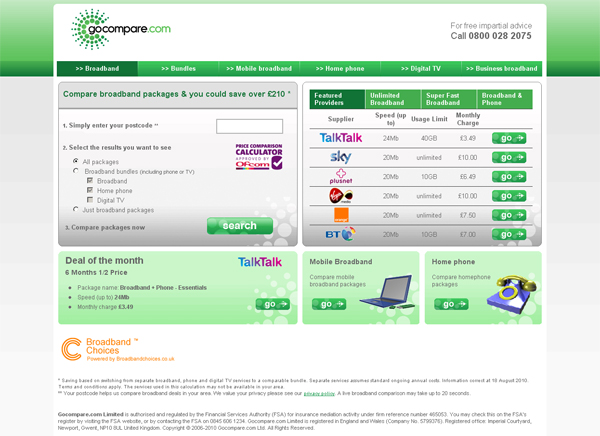 gocompare.com
For free impartial advice
Call 0800 028 2075
>> Broadband >> Bundles >> Mobile broadband >> Home phone >> Digital TV >> Business broadband
Compare broadband packages & you could save over £210 *
1. Simply enter your postcode **
2. Select the results you want to see
All packages
Broadband bundles (including phone or TV)
Broadband
Home phone
Digital TV
Just broadband packages
PRICE COMPARISON
CALCULATOR
APPROVED BY
OFcom
3. Compare packages now
search
Featured Providers Unlimited Broadband Super Fast Broadband Broadband & Phone
Supplier Speed (up to) Usage Limit Monthly Charge
TalkTalk 24Mb 40GB £3.49 go
sky 20Mb unlimited £10.00 go
plusnet 20Mb 10GB £6.49 go
Virgin media 20Mb unlimited £10.00 go
orange 20Mb unlimited £7.50 go
BT 20Mb 10GB £7.00 go
Deal of the month
TalkTalk
6 Months 1/2 Price
Package name: Broadband + Phone - Essentials
Speed (up to) 24Mb
Monthly charge £3.49
go
Mobile Broadband
Compare mobile
broadband packages
go
Home phone
Compare homephone
packages
go
Broadband ™
Choices
Powered by Broadbandchoices.co.uk
* Saving based on switching from separate broadband, phone and digital TV services to a comparable bundle. Separate services assumes standard ongoing annual costs. Information correct at 18 August 2010.
Terms and conditions apply. The services used in this calculation may not be available in your area.
** Your postcode helps us compare broadband deals in your area. We value your privacy please see our privacy policy. A live broadband comparison may take up to 20 seconds
Gocompare.com Limited is authorised and regulated by the Financial Services Authority (FSA) for insurance mediation activity under firm reference number 465053. You may check this on the FSA's
register by visiting the FSA website, or by contacting the FSA on 0845 606 1234. Gocompare.com Limited is registered in England and Wales (Company No. 5799376). Registered office: Imperial Courtyard,
Newport, Gwent, NP10 8UL United Kingdom. Copyright © 2006-2010 Gocompare.com Ltd. All Rights Reserved.